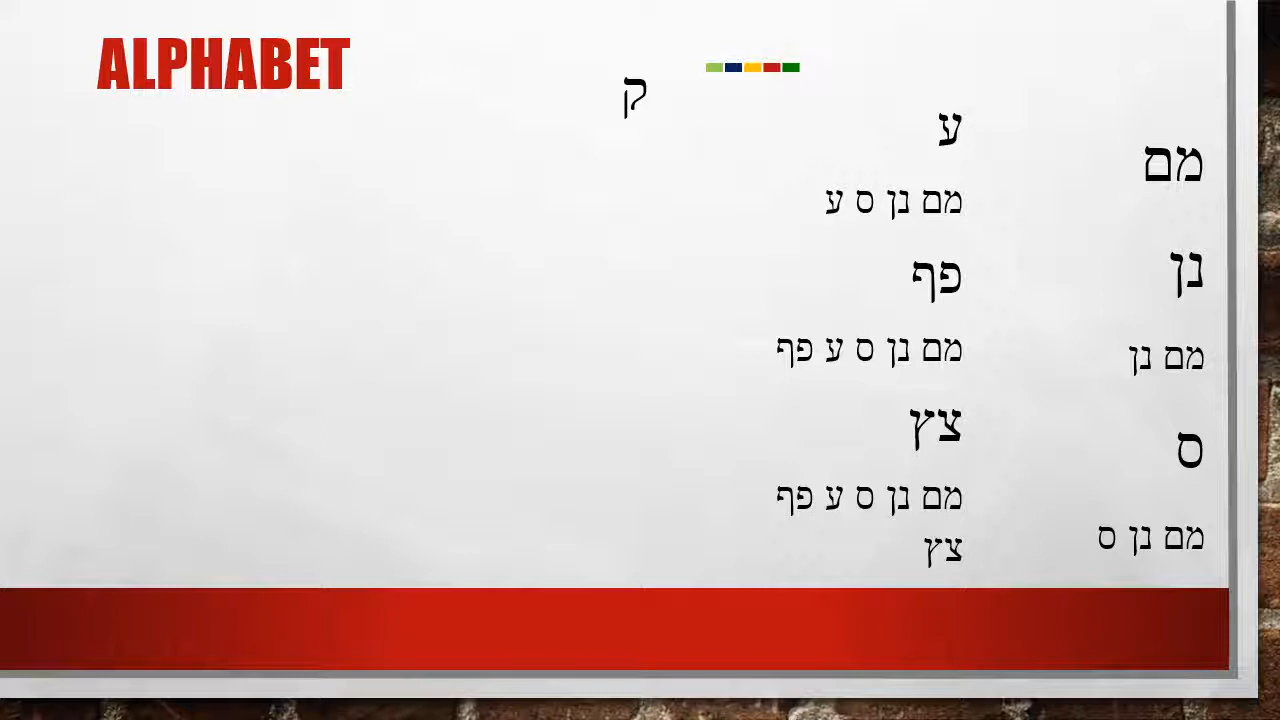 ALPHABET
מם
נן
מם נן
ס
מם נן ס
ע
מם נן ס ע
פף
מם נן ס ע פף
צץ
מם נן ס ע פף
צץ
ק